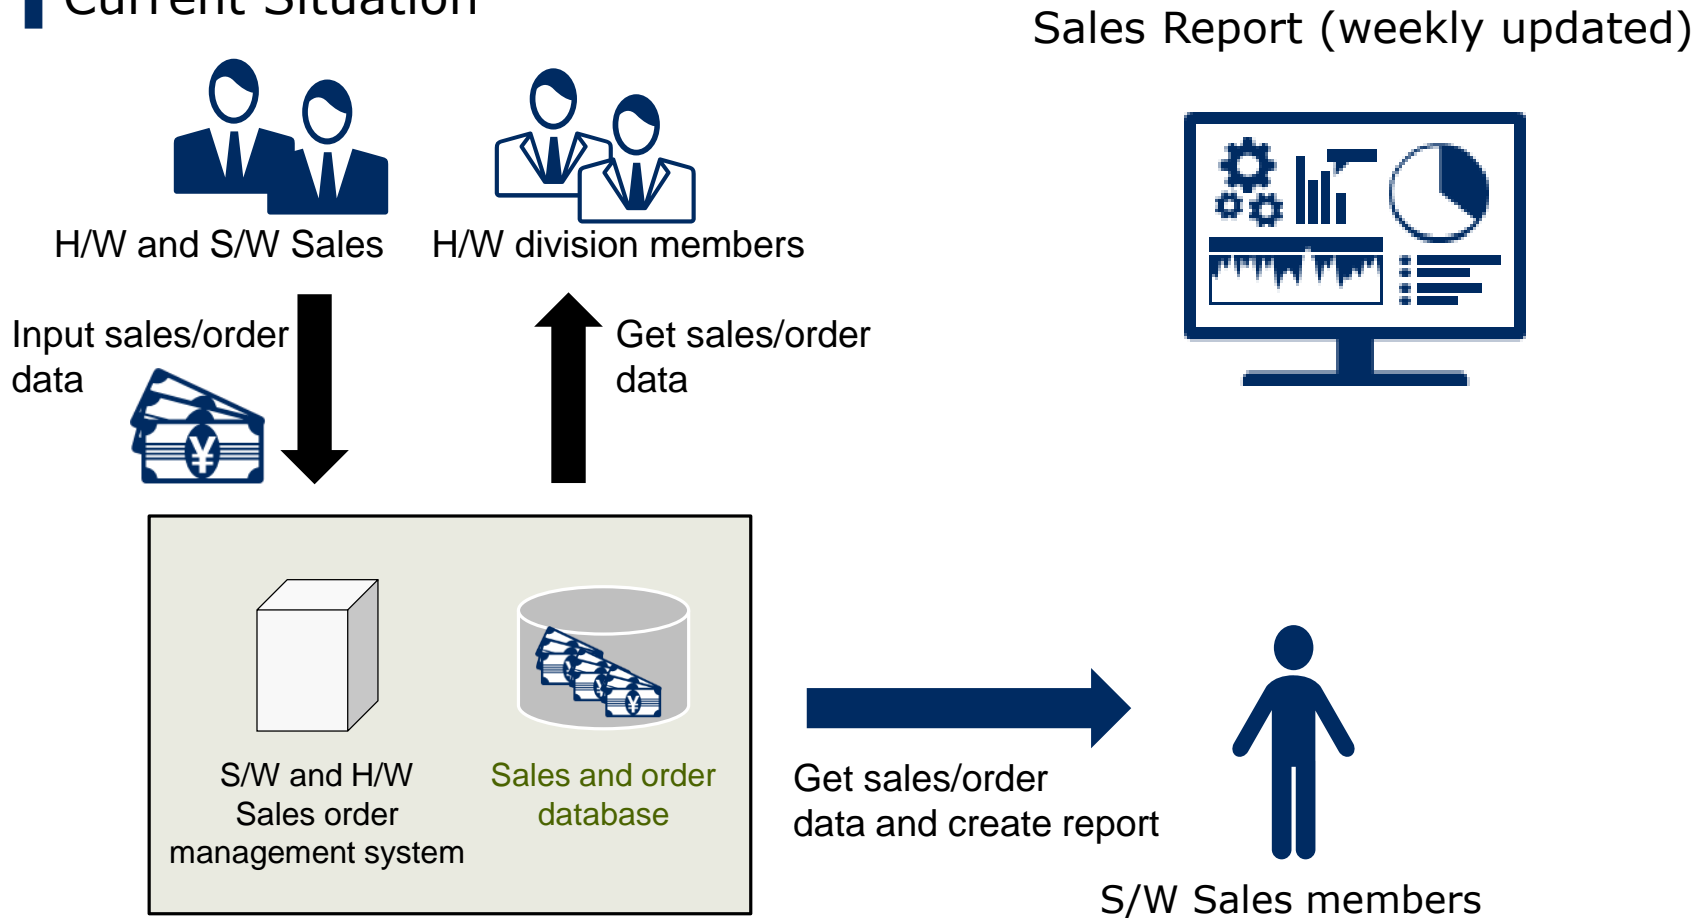 Current Situation
Sales Report (weekly updated)
H/W and S/W Sales
H/W division members
Input sales/order
data
Get sales/order
data
¥
¥
S/W and H/W
Sales order
management system
Sales and order
database
Get sales/order
data and create report
S/W Sales members